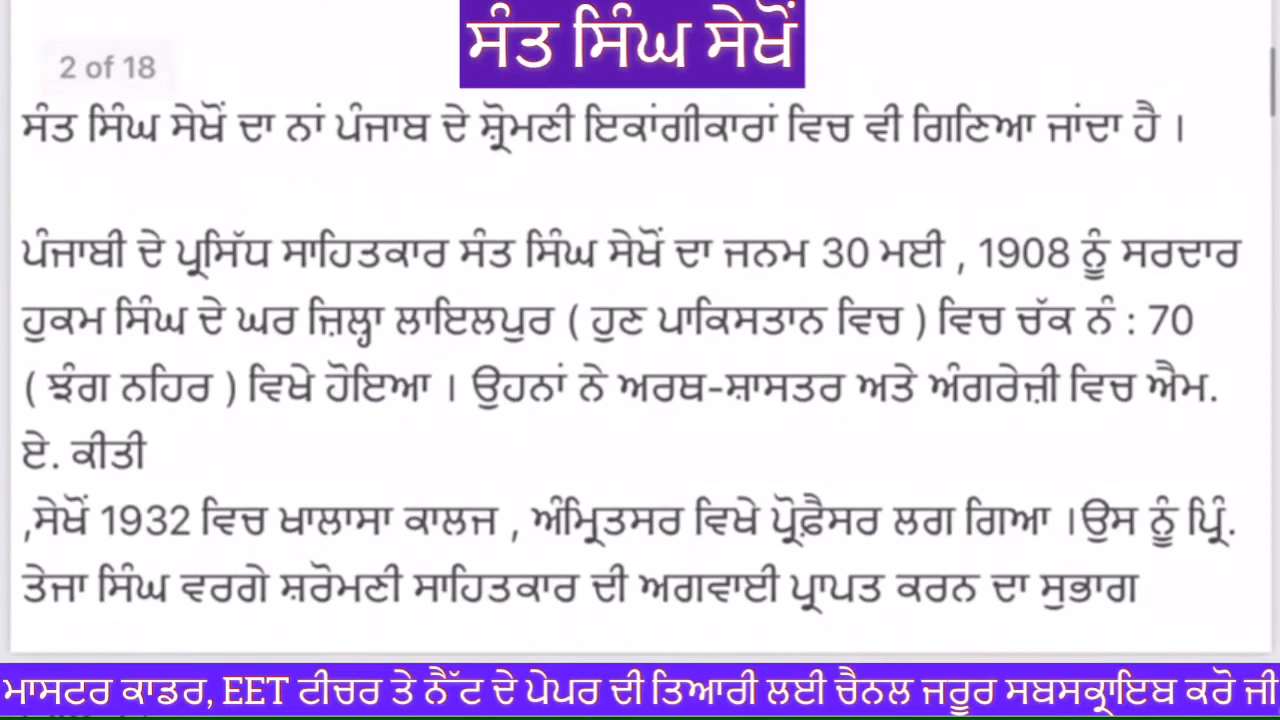 ਸੰਤ ਸਿੰਘ ਸੇਖੋਂ
2 of 18
ਸੰਤ ਸਿੰਘ ਸੇਖੋਂ ਦਾ ਨਾਂ ਪੰਜਾਬ ਦੇ ਸ਼੍ਰੋਮਣੀ ਇਕਾਂਗੀਕਾਰਾਂ ਵਿਚ ਵੀ ਗਿਣਿਆ ਜਾਂਦਾ ਹੈ ।
ਪੰਜਾਬੀ ਦੇ ਪ੍ਰਸਿੱਧ ਸਾਹਿਤਕਾਰ ਸੰਤ ਸਿੰਘ ਸੇਖੋਂ ਦਾ ਜਨਮ 30 ਮਈ , 1908 ਨੂੰ ਸਰਦਾਰ
ਹੁਕਮ ਸਿੰਘ ਦੇ ਘਰ ਜ਼ਿਲ੍ਹਾ ਲਾਇਲਪੁਰ ( ਹੁਣ ਪਾਕਿਸਤਾਨ ਵਿਚ ) ਵਿਚ ਚੱਕ ਨੰ : 70
( ਝੰਗ ਨਹਿਰ ) ਵਿਖੇ ਹੋਇਆ । ਉਹਨਾਂ ਨੇ ਅਰਥ-ਸ਼ਾਸਤਰ ਅਤੇ ਅੰਗਰੇਜ਼ੀ ਵਿਚ ਐਮ.
ਏ. ਕੀਤੀ
,ਸੇਖੋਂ 1932 ਵਿਚ ਖਾਲਾਸਾ ਕਾਲਜ , ਅੰਮ੍ਰਿਤਸਰ ਵਿਖੇ ਪ੍ਰੋਫ਼ੈਸਰ ਲਗ ਗਿਆ ।ਉਸ ਨੂੰ ਪ੍ਰਿੰ.
ਤੇਜਾ ਸਿੰਘ ਵਰਗੇ ਸ਼ਰੋਮਣੀ ਸਾਹਿਤਕਾਰ ਦੀ ਅਗਵਾਈ ਪ੍ਰਾਪਤ ਕਰਨ ਦਾ ਸੁਭਾਗ
ਮਾਸਟਰ ਕਾਡਰ, EET ਟੀਚਰ ਤੇ ਨੈੱਟ ਦੇ ਪੇਪਰ ਦੀ ਤਿਆਰੀ ਲਈ ਚੈਨਲ ਜਰੂਰ ਸਬਸਕ੍ਰਾਇਬ ਕਰੋ ਜੀ